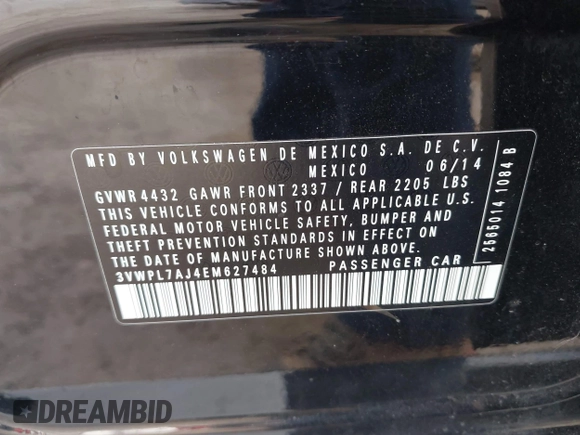 MFD BY VOLKSWAGEN DE MEXICO S.A. DE C.V.
MEXICO 06/14
GVWR 4432 GAWR FRONT 2337 / REAR 2205 LBS
THIS VEHICLE CONFORMS TO ALL APPLICABLE U.S.
FEDERAL MOTOR VEHICLE SAFETY, BUMPER AND
THEFT PREVENTION STANDARDS IN EFFECT ON
THE DATE OF MANUFACTURE SHOWN ABOVE.
3VWPL7AJ4EM627484 PASSENGER CAR
2565014 1084 B
DREAMBID